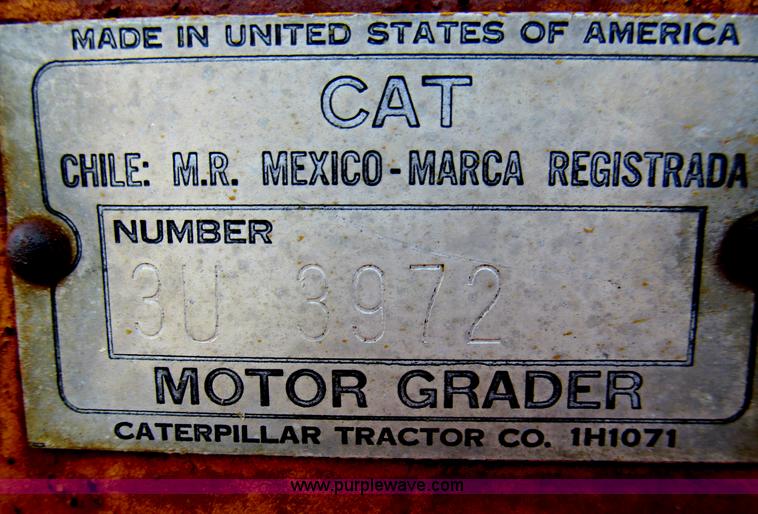 MADE IN UNITED STATES OF AMERICA
CAT
CHILE: M.R. MEXICO-MARCA REGISTRADA
NUMBER
3U 3972
MOTOR GRADER
CATERPILLAR TRACTOR CO. 1H1071
www.purplewave.com